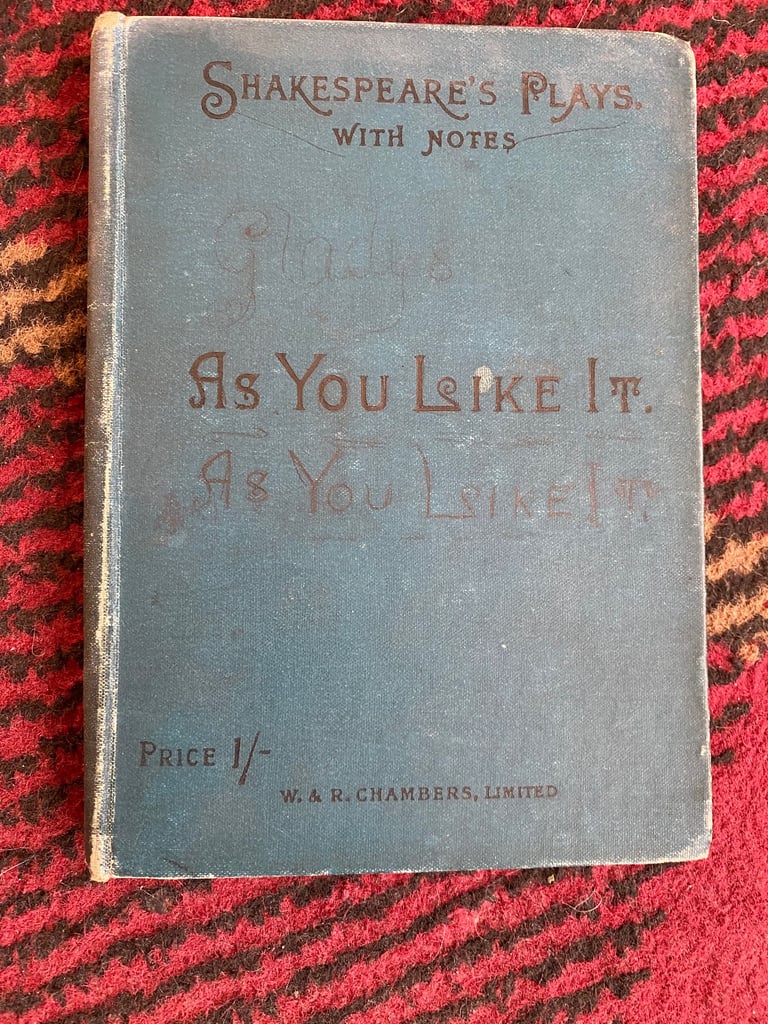 SHAKESPEARE'S PLAYS.
WITH NOTES
Gladys
AS YOU LIKE IT.
AS YOU LIKE IT.
PRICE 1/-
W. & R. CHAMBERS, LIMITED